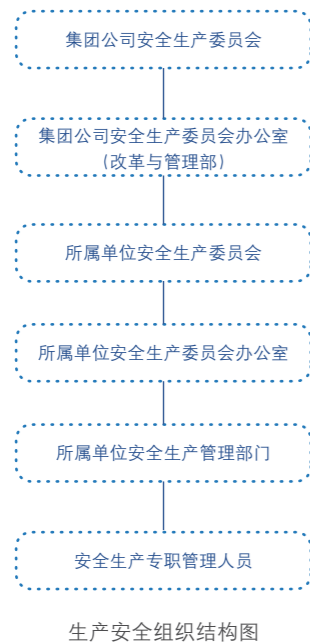 集团公司安全生产委员会
集团公司安全生产委员会办公室
(改革与管理部)
所属单位安全生产委员会
所属单位安全生产委员会办公室
所属单位安全生产管理部门
安全生产专职管理人员
生产安全组织结构图